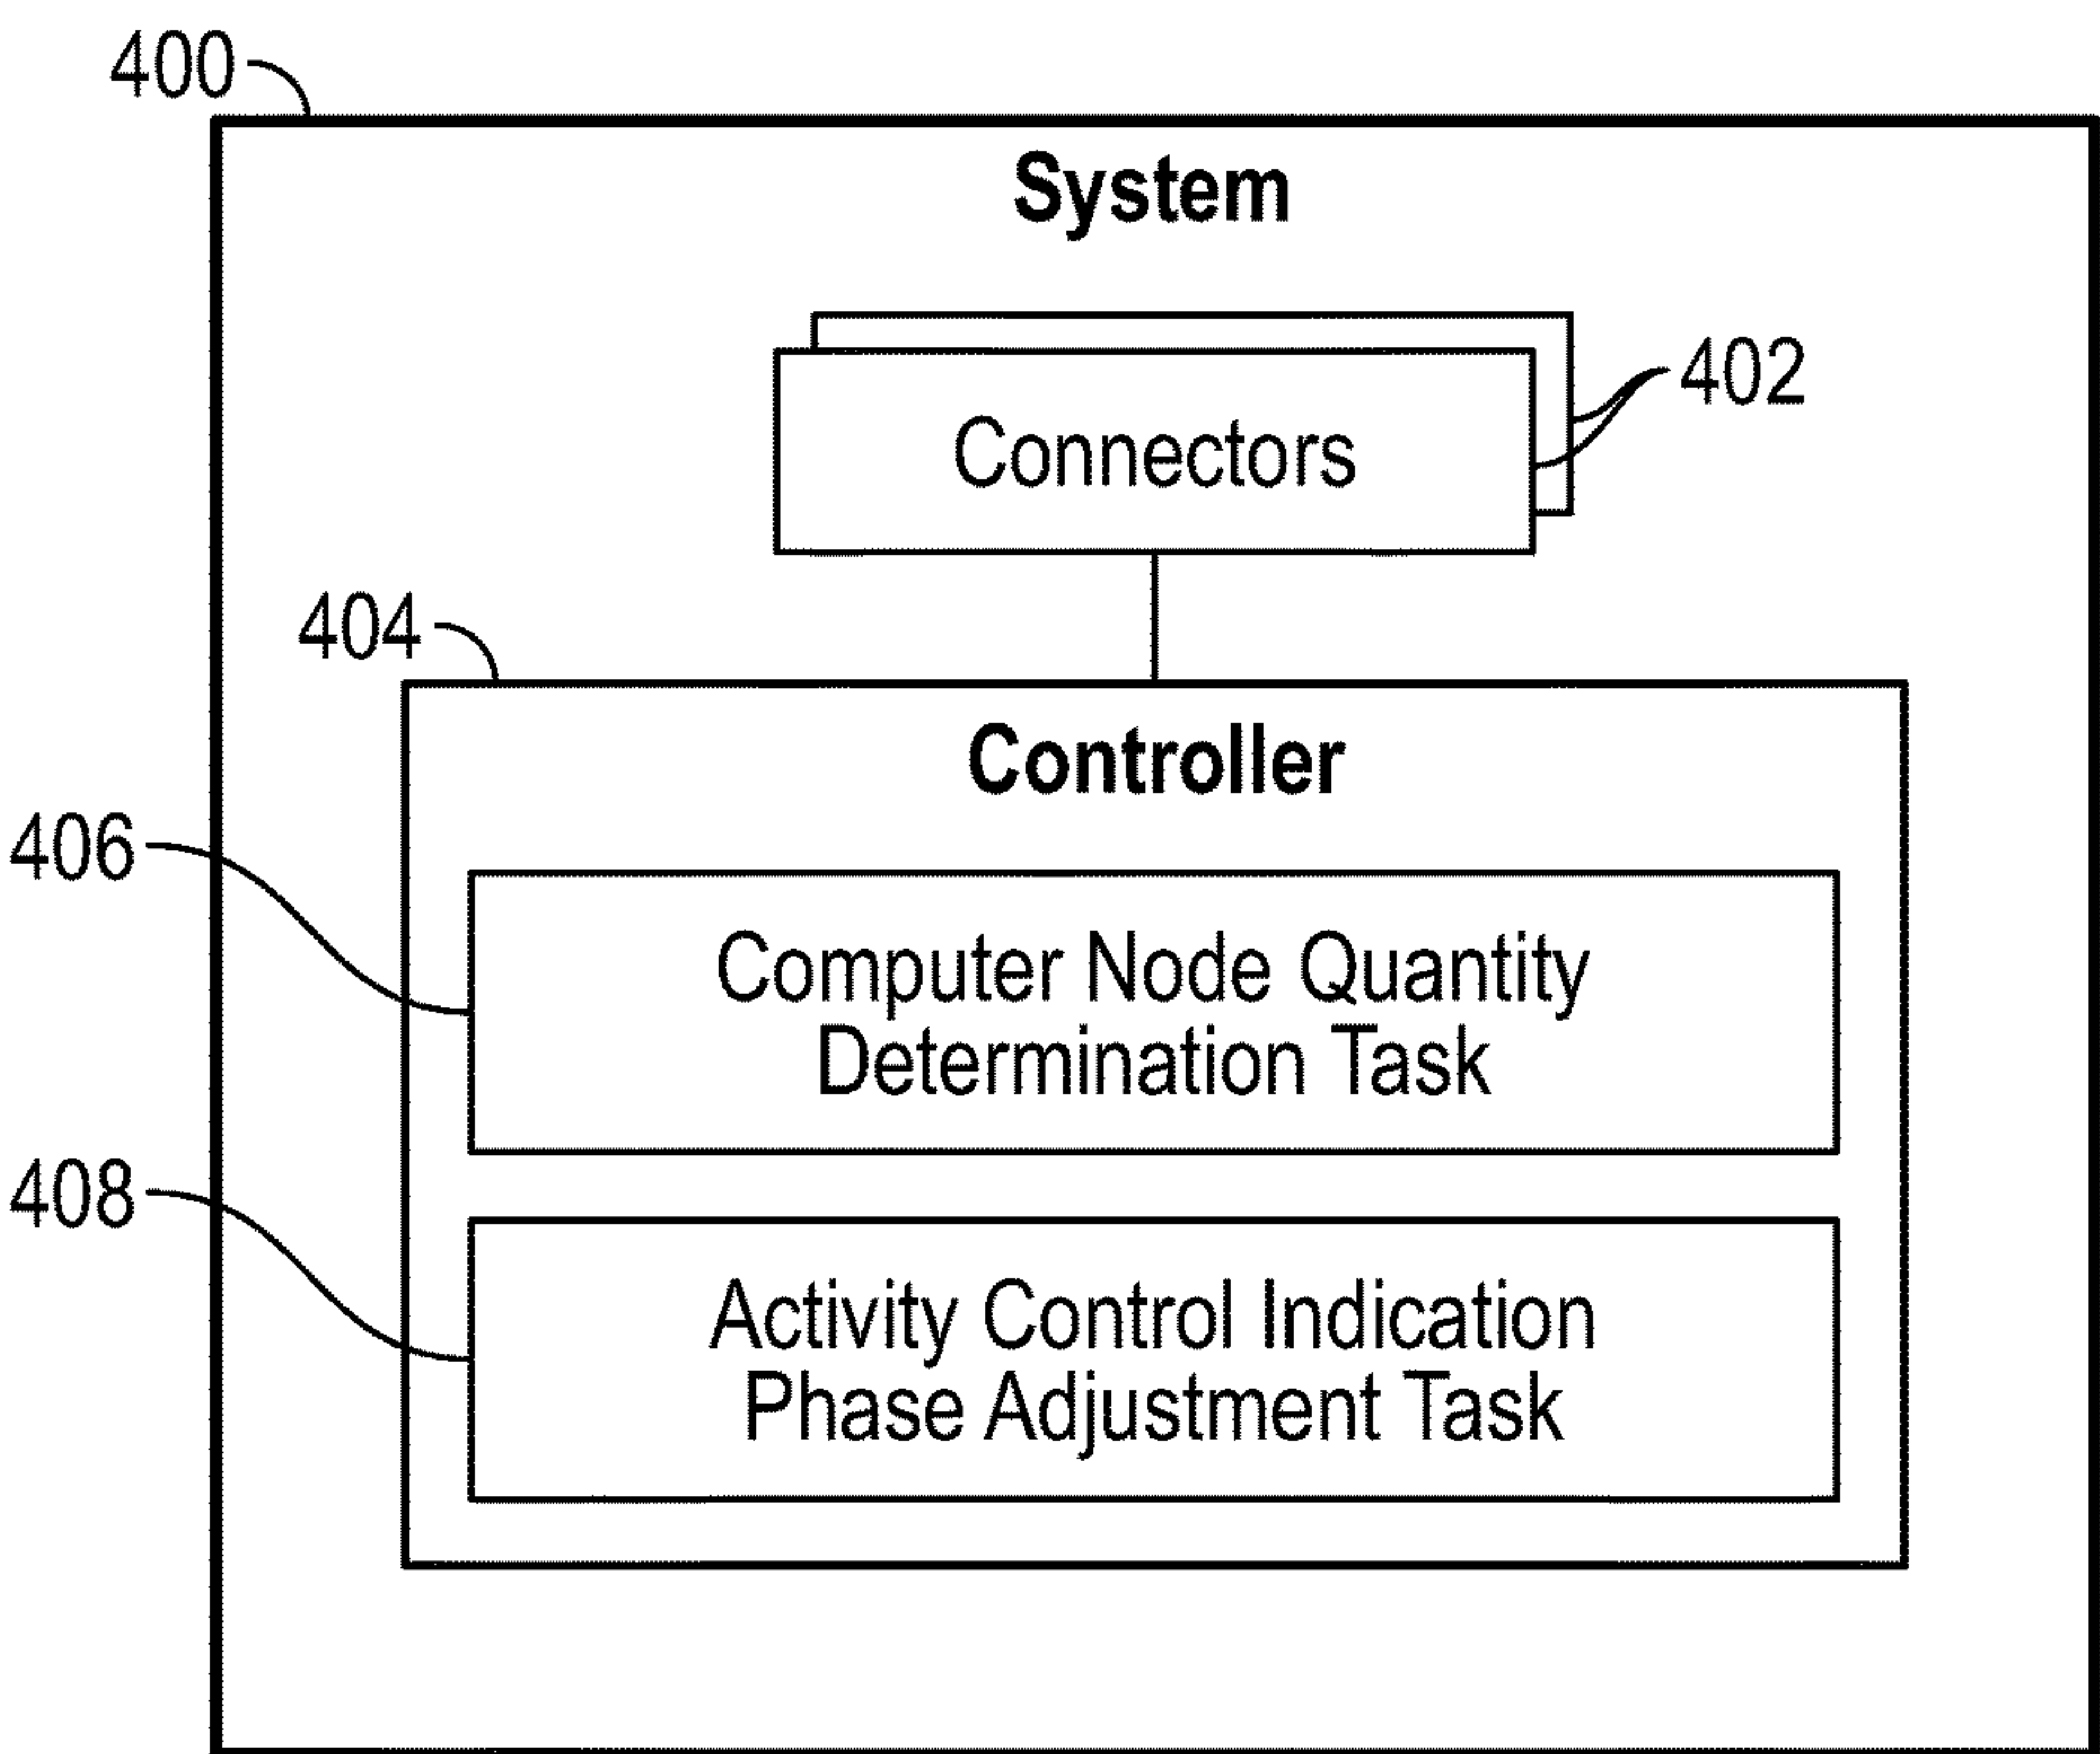 400
System
402
Connectors
404
Controller
406
Computer Node Quantity
Determination Task
408
Activity Control Indication
Phase Adjustment Task